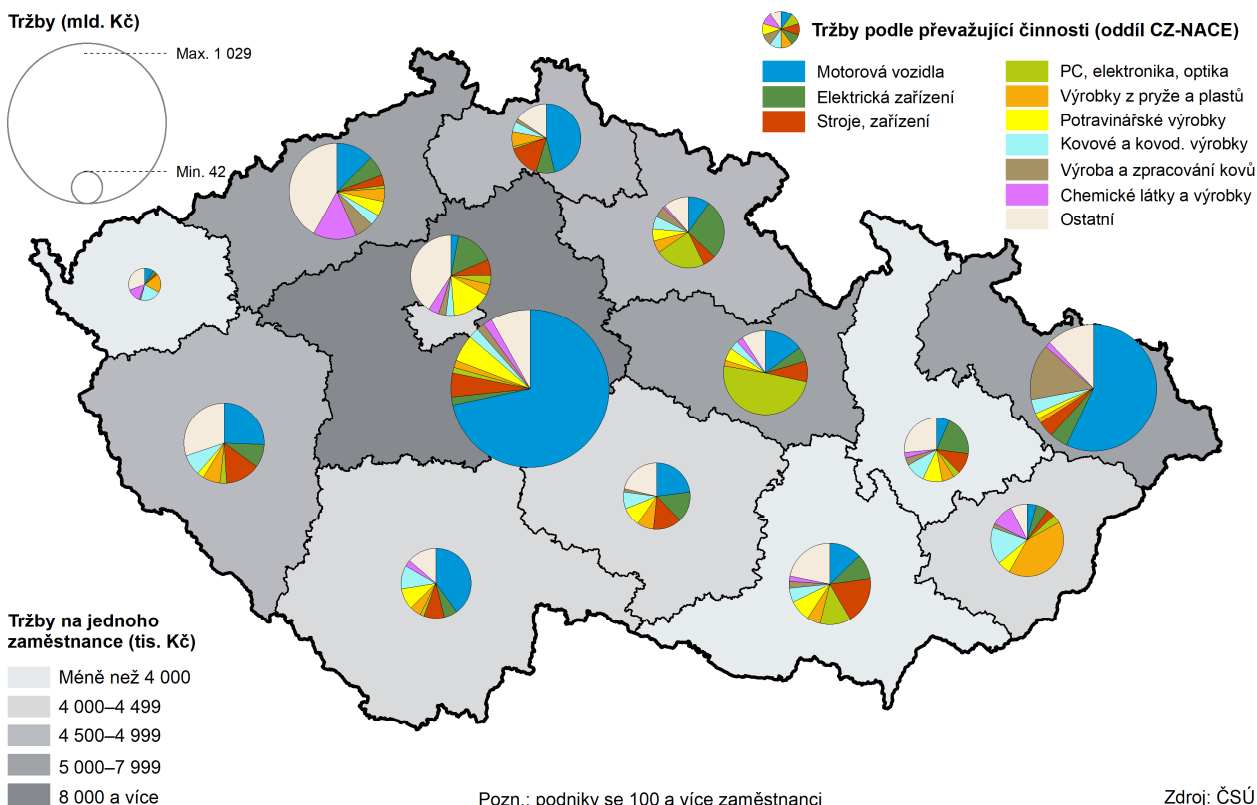 Tržby (mld. Kč)
Max. 1 029
Min. 42
Tržby podle převažující činnosti (oddíl CZ-NACE)
Motorová vozidla
Elektrická zařízení
Stroje, zařízení
PC, elektronika, optika
Výrobky z pryže a plastů
Potravinářské výrobky
Kovové a kovod. výrobky
Výroba a zpracování kovů
Chemické látky a výrobky
Ostatní
Tržby na jednoho
zaměstnance (tis. Kč)
Méně než 4 000
4 000–4 499
4 500–4 999
5 000–7 999
8 000 a více
Pozn.: podniky se 100 a více zaměstnanci
Zdroj: ČSÚ